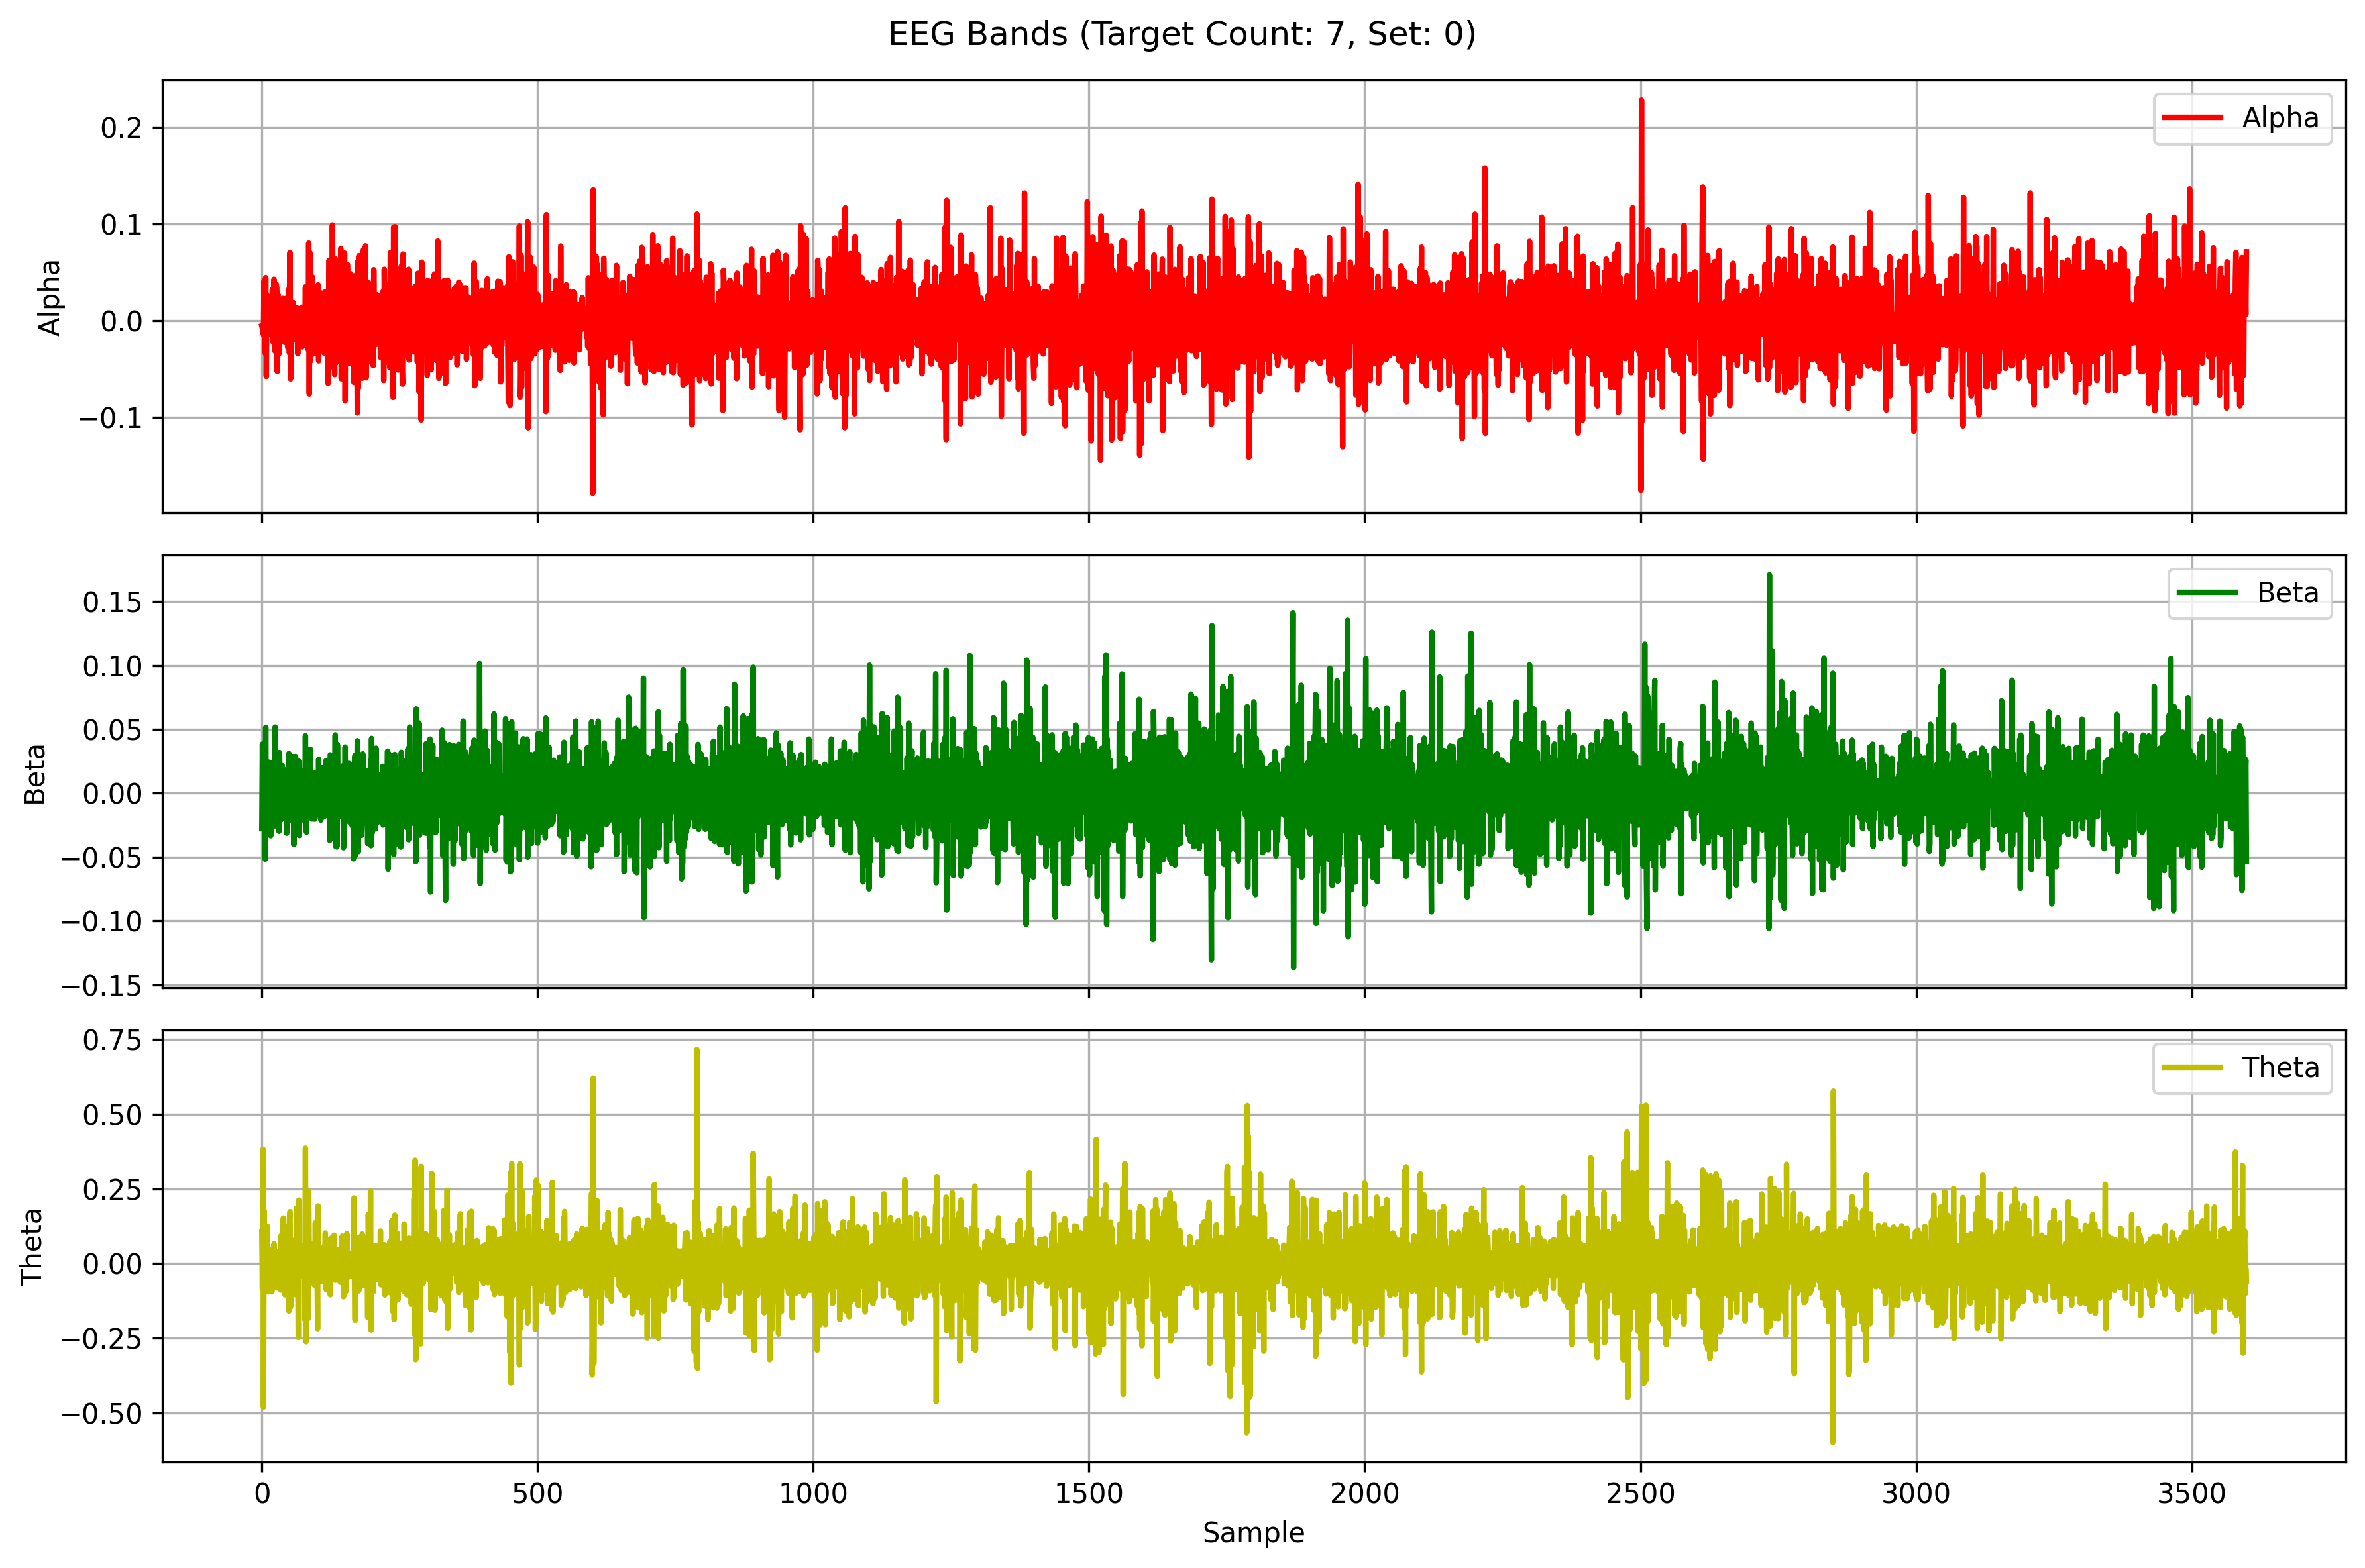 EEG Bands (Target Count: 7, Set: 0)
0.2
0.1
0.0
−0.1
Alpha
Alpha
0.15
0.10
0.05
0.00
−0.05
−0.10
−0.15
Beta
Beta
0.75
0.50
0.25
0.00
−0.25
−0.50
Theta
Theta
0 500 1000 1500 2000 2500 3000 3500
Sample